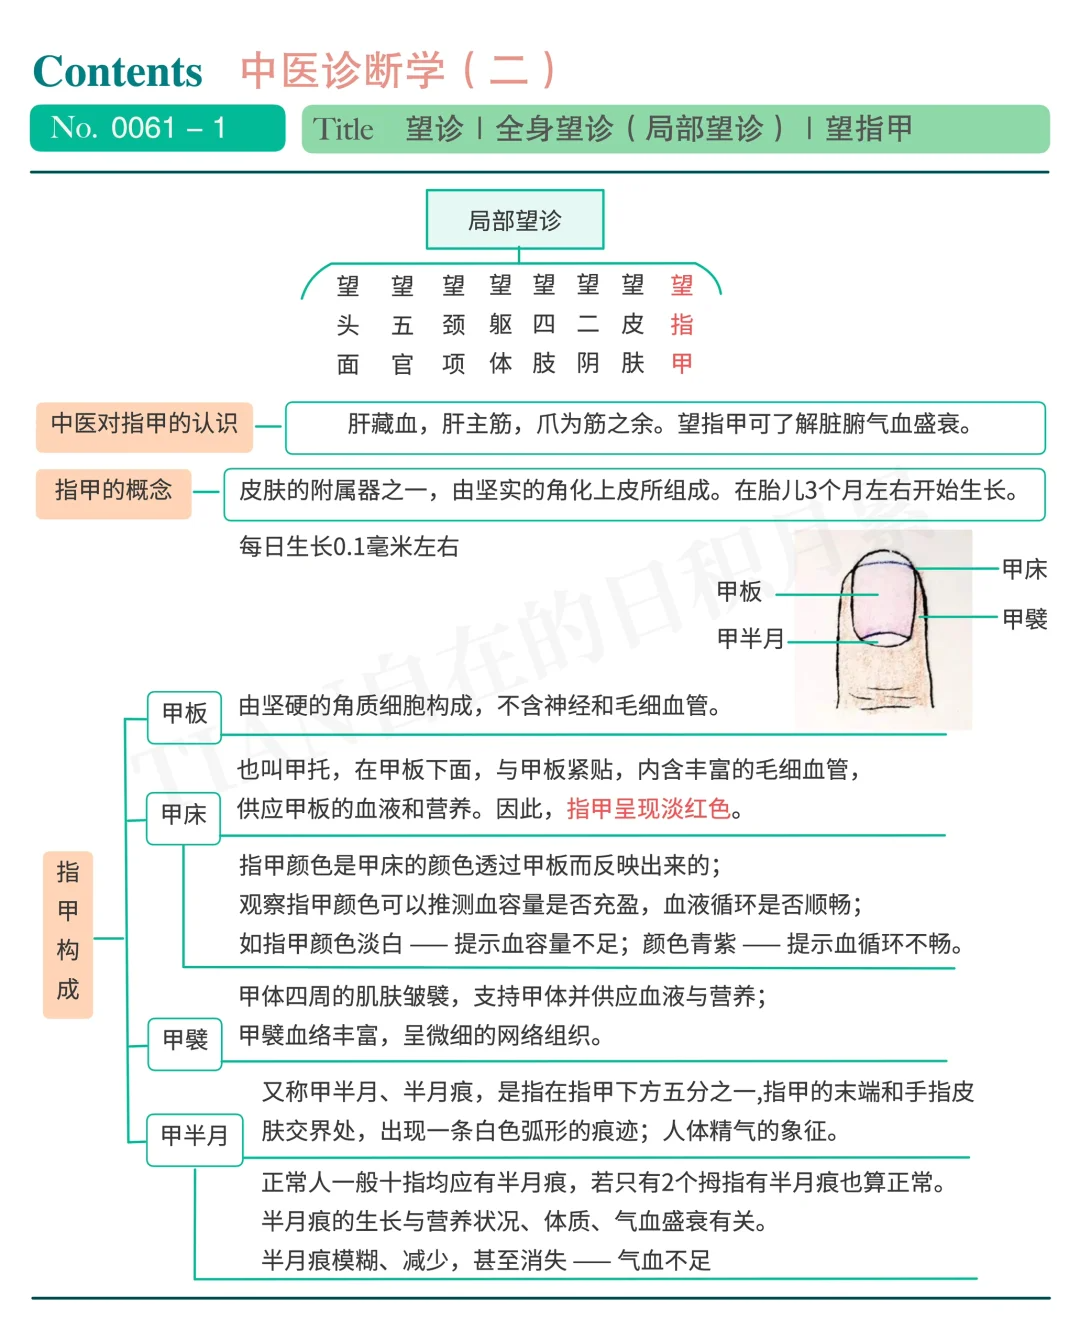 Contents 中医诊断学（二）
No. 0061 – 1
Title 望诊 | 全身望诊（局部望诊）| 望指甲
局部望诊
望头面 望五官 望颈项 望躯体 望四肢 望二阴 望皮肤 望指甲
中医对指甲的认识
肝藏血，肝主筋，爪为筋之余。望指甲可了解脏腑气血盛衰。
指甲的概念
皮肤的附属器之一，由坚实的角化上皮所组成。在胎儿3个月左右开始生长。
每日生长0.1毫米左右
甲床
甲板
甲襞
甲半月
TIAN自在的日积月累
指甲构成
甲板
由坚硬的角质细胞构成，不含神经和毛细血管。
甲床
也叫甲托，在甲板下面，与甲板紧贴，内含丰富的毛细血管，
供应甲板的血液和营养。因此，指甲呈现淡红色。
指甲颜色是甲床的颜色透过甲板而反映出来的；
观察指甲颜色可以推测血容量是否充盈，血液循环是否顺畅；
如指甲颜色淡白 —— 提示血容量不足；颜色青紫 —— 提示血循环不畅。
甲襞
甲体四周的肌肤皱襞，支持甲体并供应血液与营养；
甲襞血络丰富，呈微细的网络组织。
甲半月
又称甲半月、半月痕，是指在指甲下方五分之一,指甲的末端和手指皮
肤交界处，出现一条白色弧形的痕迹；人体精气的象征。
正常人一般十指均应有半月痕，若只有2个拇指有半月痕也算正常。
半月痕的生长与营养状况、体质、气血盛衰有关。
半月痕模糊、减少，甚至消失 —— 气血不足